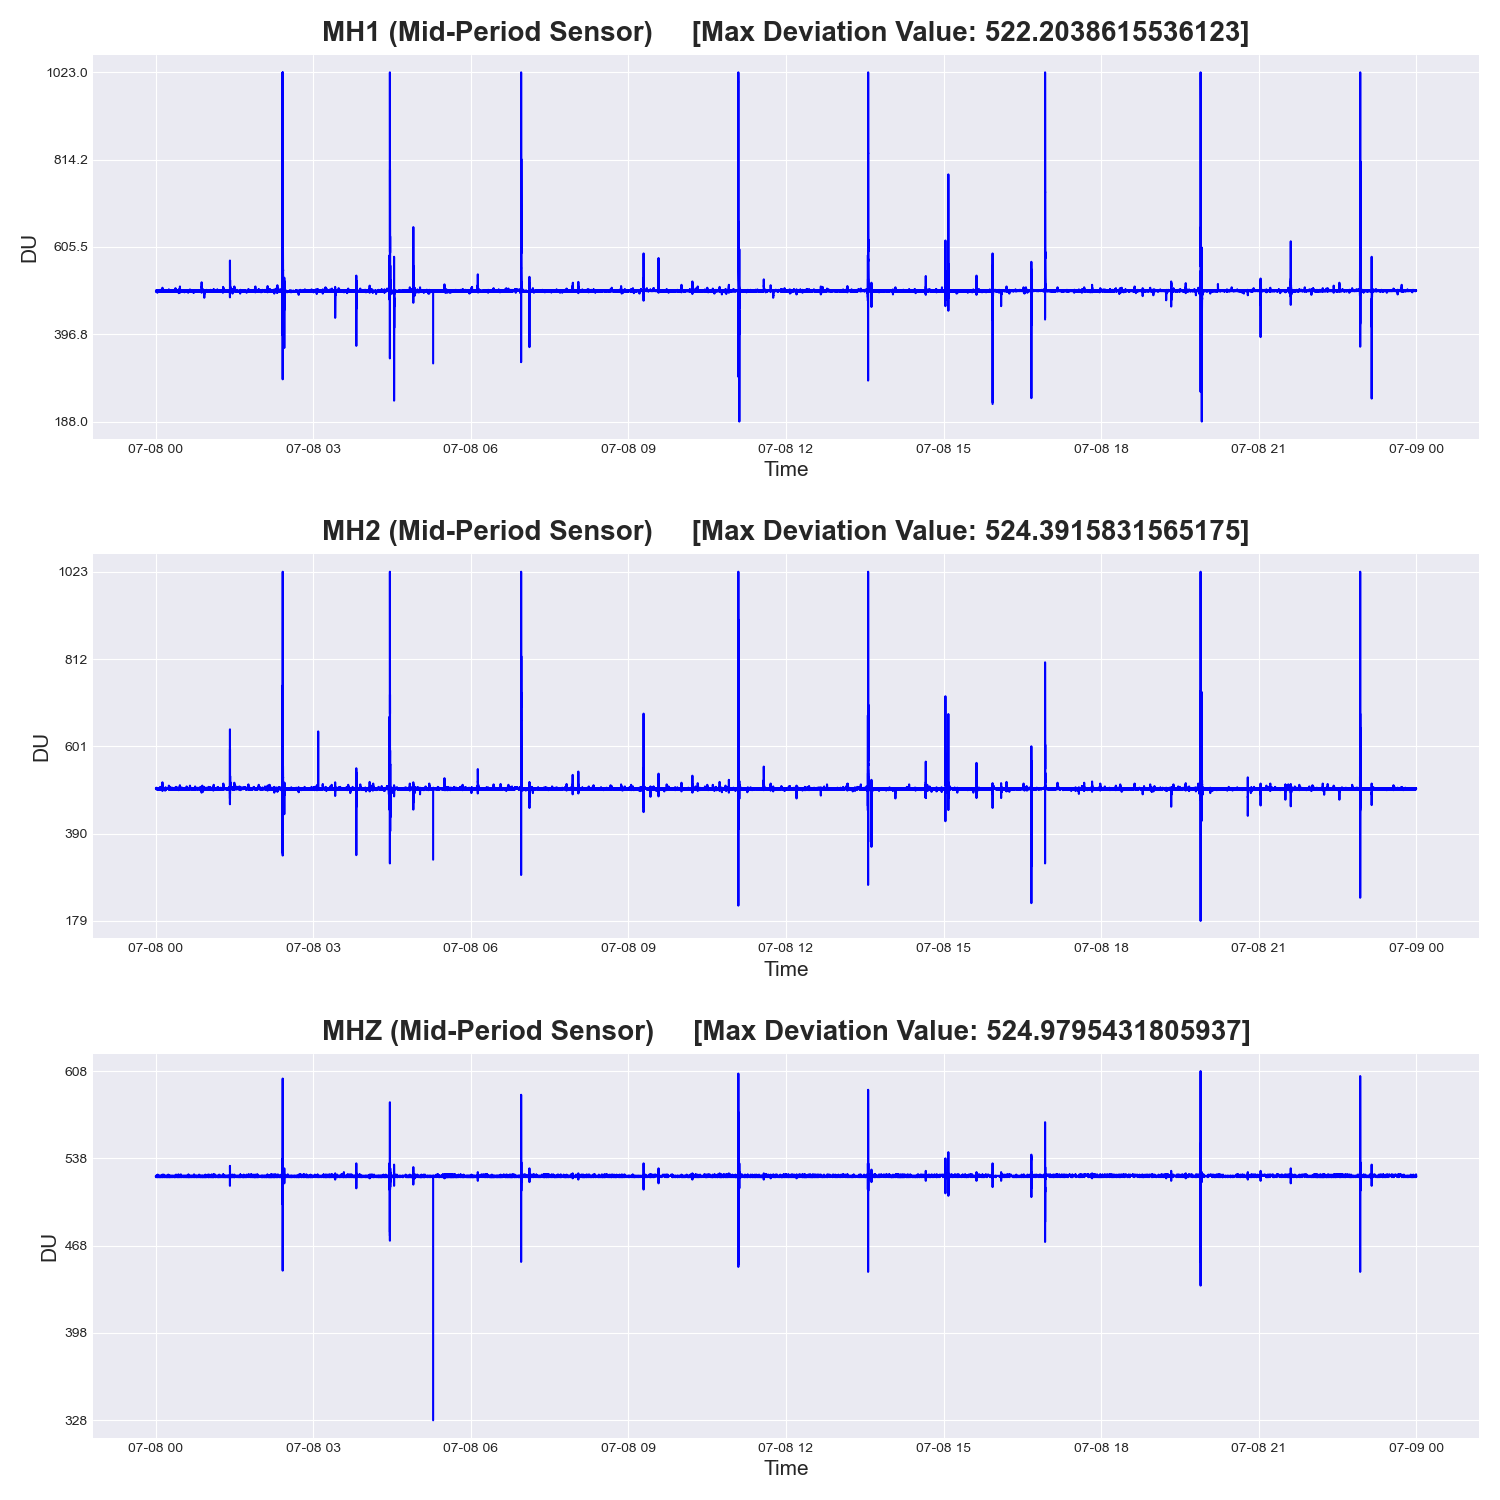 MH1 (Mid-Period Sensor) [Max Deviation Value: 522.2038615536123]
1023.0
814.2
605.5
396.8
188.0
DU
07-08 00 07-08 03 07-08 06 07-08 09 07-08 12 07-08 15 07-08 18 07-08 21 07-09 00
Time
MH2 (Mid-Period Sensor) [Max Deviation Value: 524.3915831565175]
1023
812
601
390
179
DU
07-08 00 07-08 03 07-08 06 07-08 09 07-08 12 07-08 15 07-08 18 07-08 21 07-09 00
Time
MHZ (Mid-Period Sensor) [Max Deviation Value: 524.9795431805937]
608
538
468
398
328
DU
07-08 00 07-08 03 07-08 06 07-08 09 07-08 12 07-08 15 07-08 18 07-08 21 07-09 00
Time